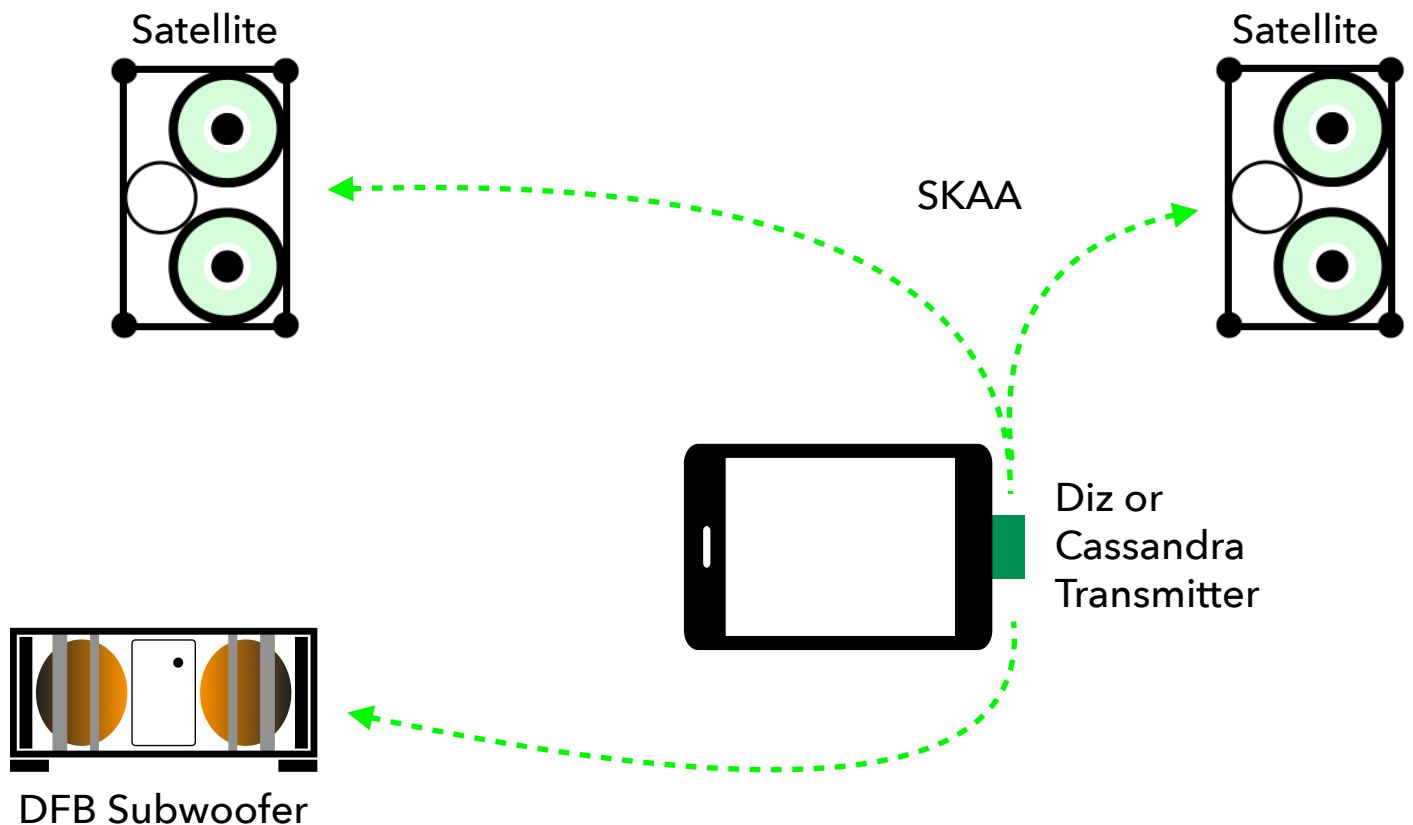 Satellite
Satellite
SKAA
Diz or
Cassandra
Transmitter
DFB Subwoofer